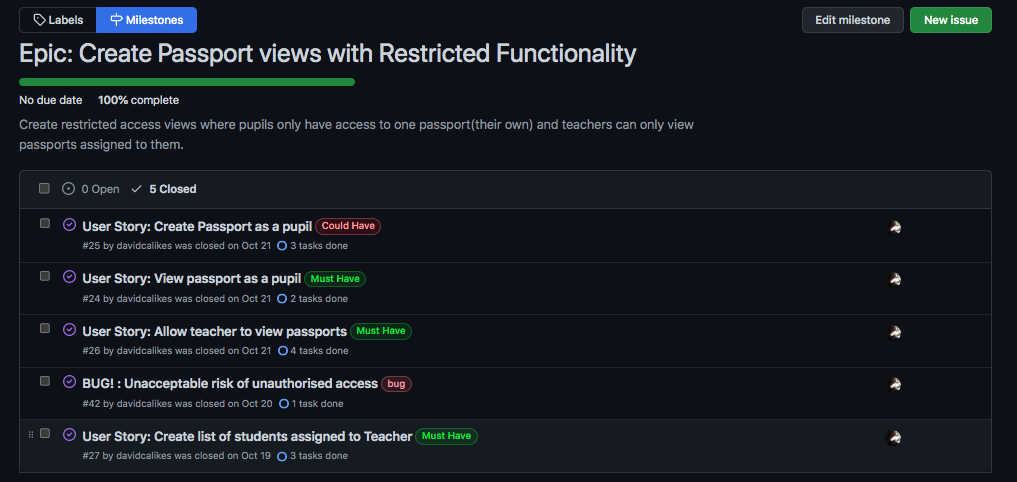 Labels Milestones Edit milestone New issue
Epic: Create Passport views with Restricted Functionality
No due date 100% complete
Create restricted access views where pupils only have access to one passport(their own) and teachers can only view
passports assigned to them.
0 Open 5 Closed
User Story: Create Passport as a pupil Could Have
#25 by davidcalikes was closed on Oct 21 3 tasks done
User Story: View passport as a pupil Must Have
#24 by davidcalikes was closed on Oct 21 2 tasks done
User Story: Allow teacher to view passports Must Have
#26 by davidcalikes was closed on Oct 21 4 tasks done
BUG! : Unacceptable risk of unauthorised access bug
#42 by davidcalikes was closed on Oct 20 1 task done
User Story: Create list of students assigned to Teacher Must Have
#27 by davidcalikes was closed on Oct 19 3 tasks done